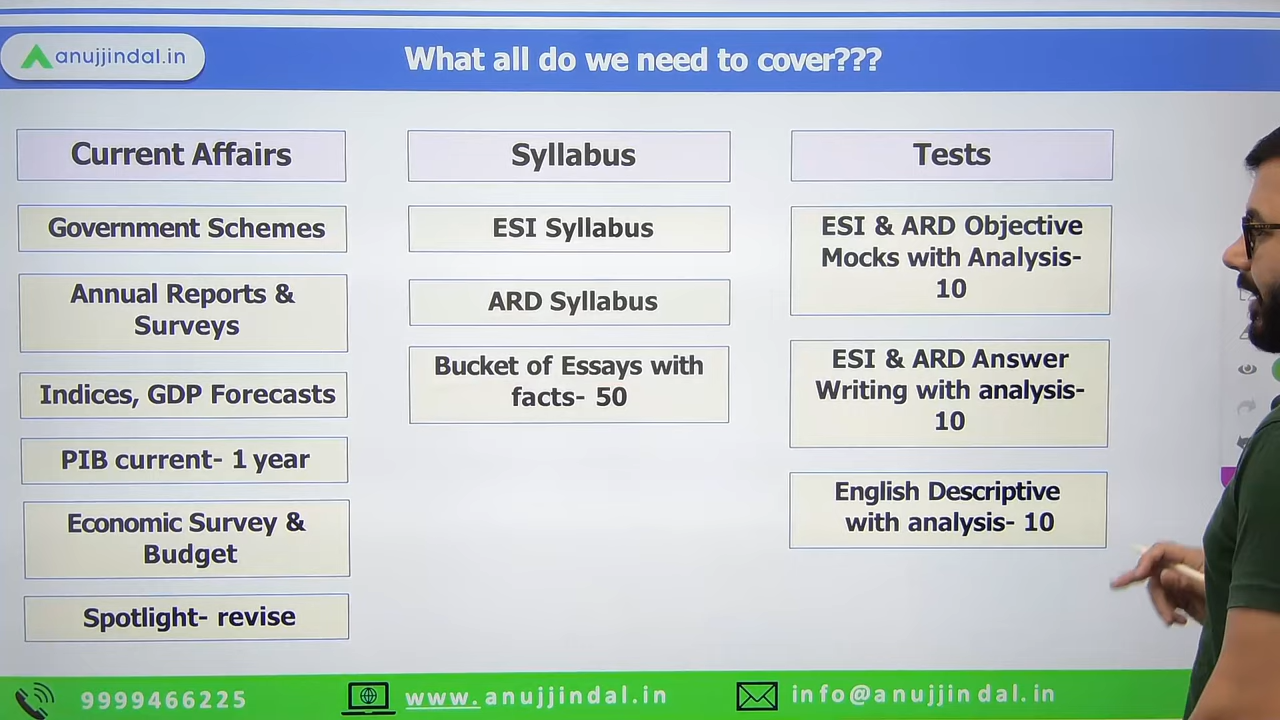 anujjindal.in
What all do we need to cover???
Current Affairs
Government Schemes
Annual Reports &
Surveys
Indices, GDP Forecasts
PIB current- 1 year
Economic Survey &
Budget
Spotlight- revise
Syllabus
ESI Syllabus
ARD Syllabus
Bucket of Essays with
facts- 50
Tests
ESI & ARD Objective
Mocks with Analysis-
10
ESI & ARD Answer
Writing with analysis-
10
English Descriptive
with analysis- 10
9999466225
www.anujjindal.in
info@anujjindal.in